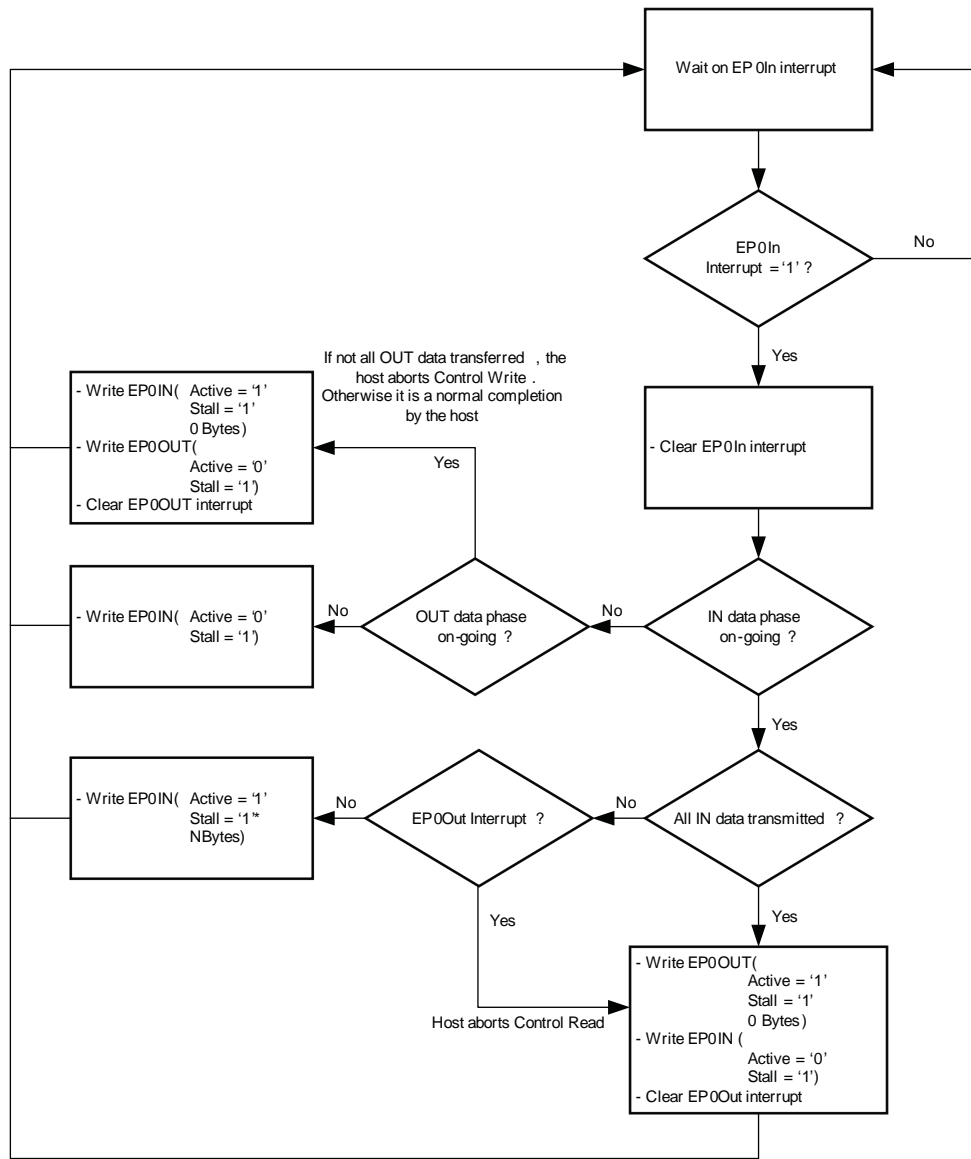 Wait on EP0In interrupt
EP0In
Interrupt = ‘1’ ?
No
Yes
If not all OUT data transferred , the
host aborts Control Write .
Otherwise it is a normal completion
by the host
- Write EP0IN( Active = ‘1’
Stall = ‘1’
0 Bytes)
- Write EP0OUT(
Active = ‘0’
Stall = ‘1’)
- Clear EP0OUT interrupt
Yes
- Clear EP0In interrupt
- Write EP0IN( Active = ‘0’
Stall = ‘1’)
No
OUT data phase
on-going ?
No
IN data phase
on-going ?
Yes
- Write EP0IN( Active = ‘1’
Stall = ‘1’*
NBytes)
No
EP0Out Interrupt ?
No
All IN data transmitted ?
Yes
Yes
Host aborts Control Read
- Write EP0OUT(
Active = ‘1’
Stall = ‘1’
0 Bytes)
- Write EP0IN (
Active = ‘0’
Stall = ‘1’)
- Clear EP0Out interrupt